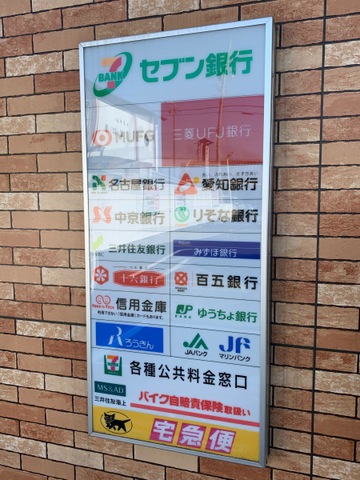 7 BANK セブン銀行
MUFG 三菱UFJ銀行
名古屋銀行 愛知銀行
中京銀行 りそな銀行
三井住友銀行 みずほ銀行
十六銀行 百五銀行
信用金庫 ゆうちょ銀行
ろうきん JAバンク マリンバンク
各種公共料金窓口
MS&AD
三井住友海上 バイク自賠責保険取扱い
宅急便